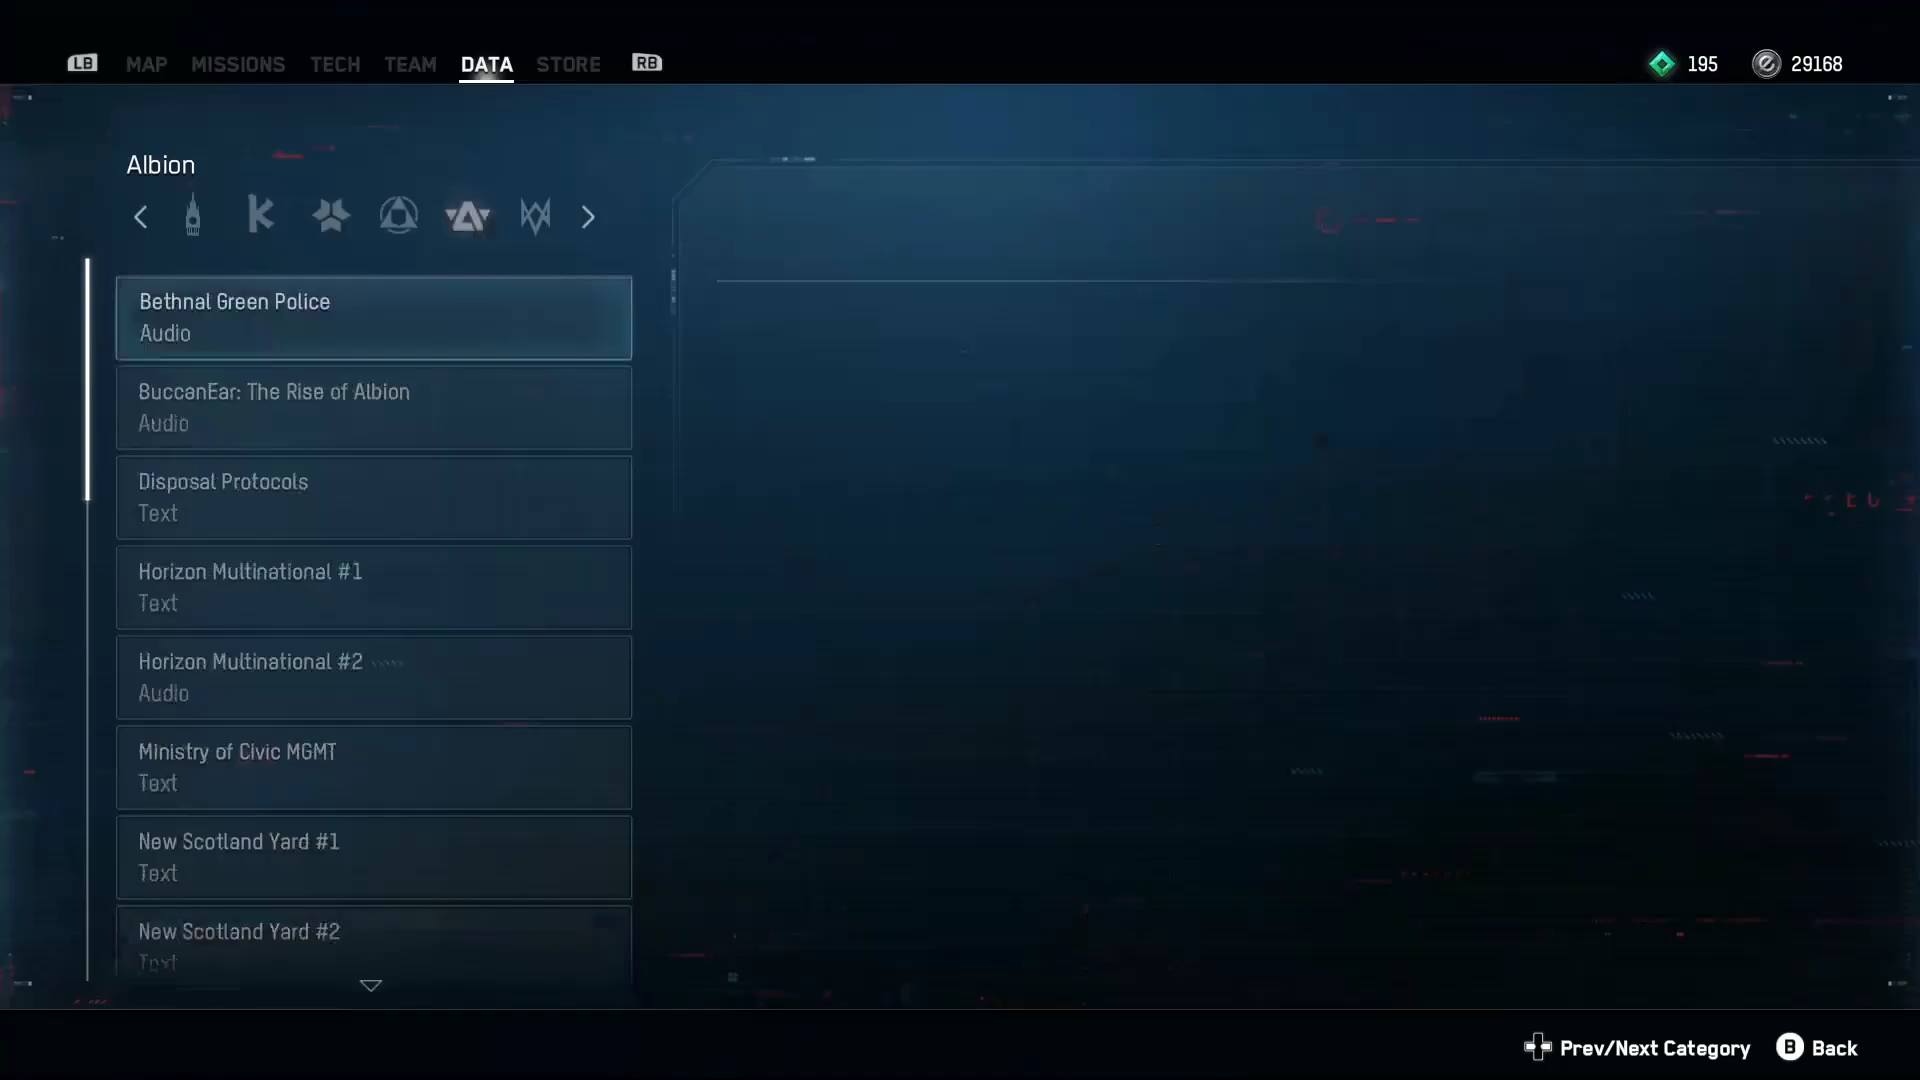 LB MAP MISSIONS TECH TEAM DATA STORE RB 195 29168
Albion
Bethnal Green Police
Audio
BuccanEar: The Rise of Albion
Audio
Disposal Protocols
Text
Horizon Multinational #1
Text
Horizon Multinational #2
Audio
Ministry of Civic MGMT
Text
New Scotland Yard #1
Text
New Scotland Yard #2
Text
Prev/Next Category B Back